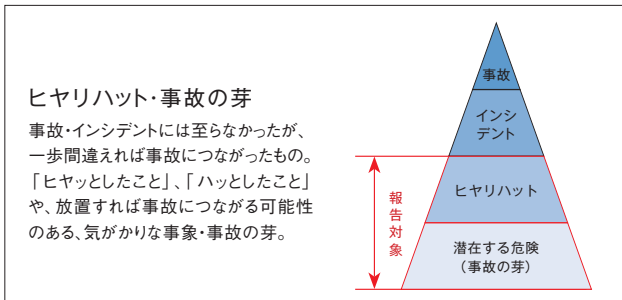 ヒヤリハット・事故の芽
事故・インシデントには至らなかったが、
一歩間違えれば事故につながったもの。
「ヒヤッとしたこと」、「ハッとしたこと」
や、放置すれば事故につながる可能性
のある、気がかりな事象・事故の芽。
事故
インシ
デント
ヒヤリハット
潜在する危険
（事故の芽）
報告対象